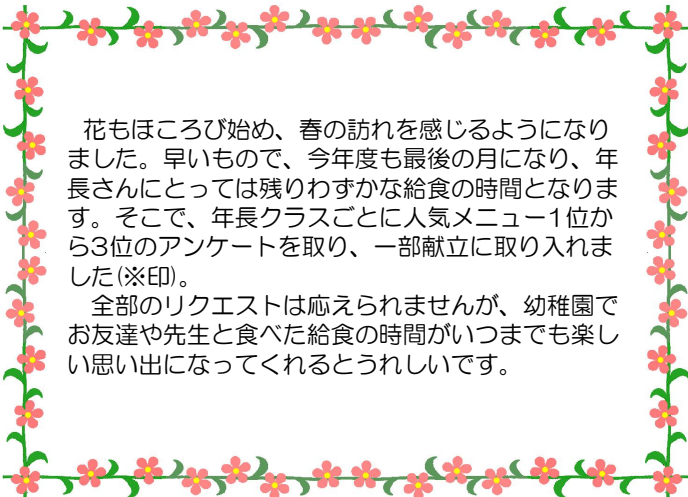 花もほころび始め、春の訪れを感じるようになり
ました。早いもので、今年度も最後の月になり、年
長さんにとっては残りわずかな給食の時間となりま
す。そこで、年長クラスごとに人気メニュー1位か
ら3位のアンケートを取り、一部献立に取り入れま
した(※印)。
全部のリクエストは応えられませんが、幼稚園で
お友達や先生と食べた給食の時間がいつまでも楽し
い思い出になってくれるとうれしいです。